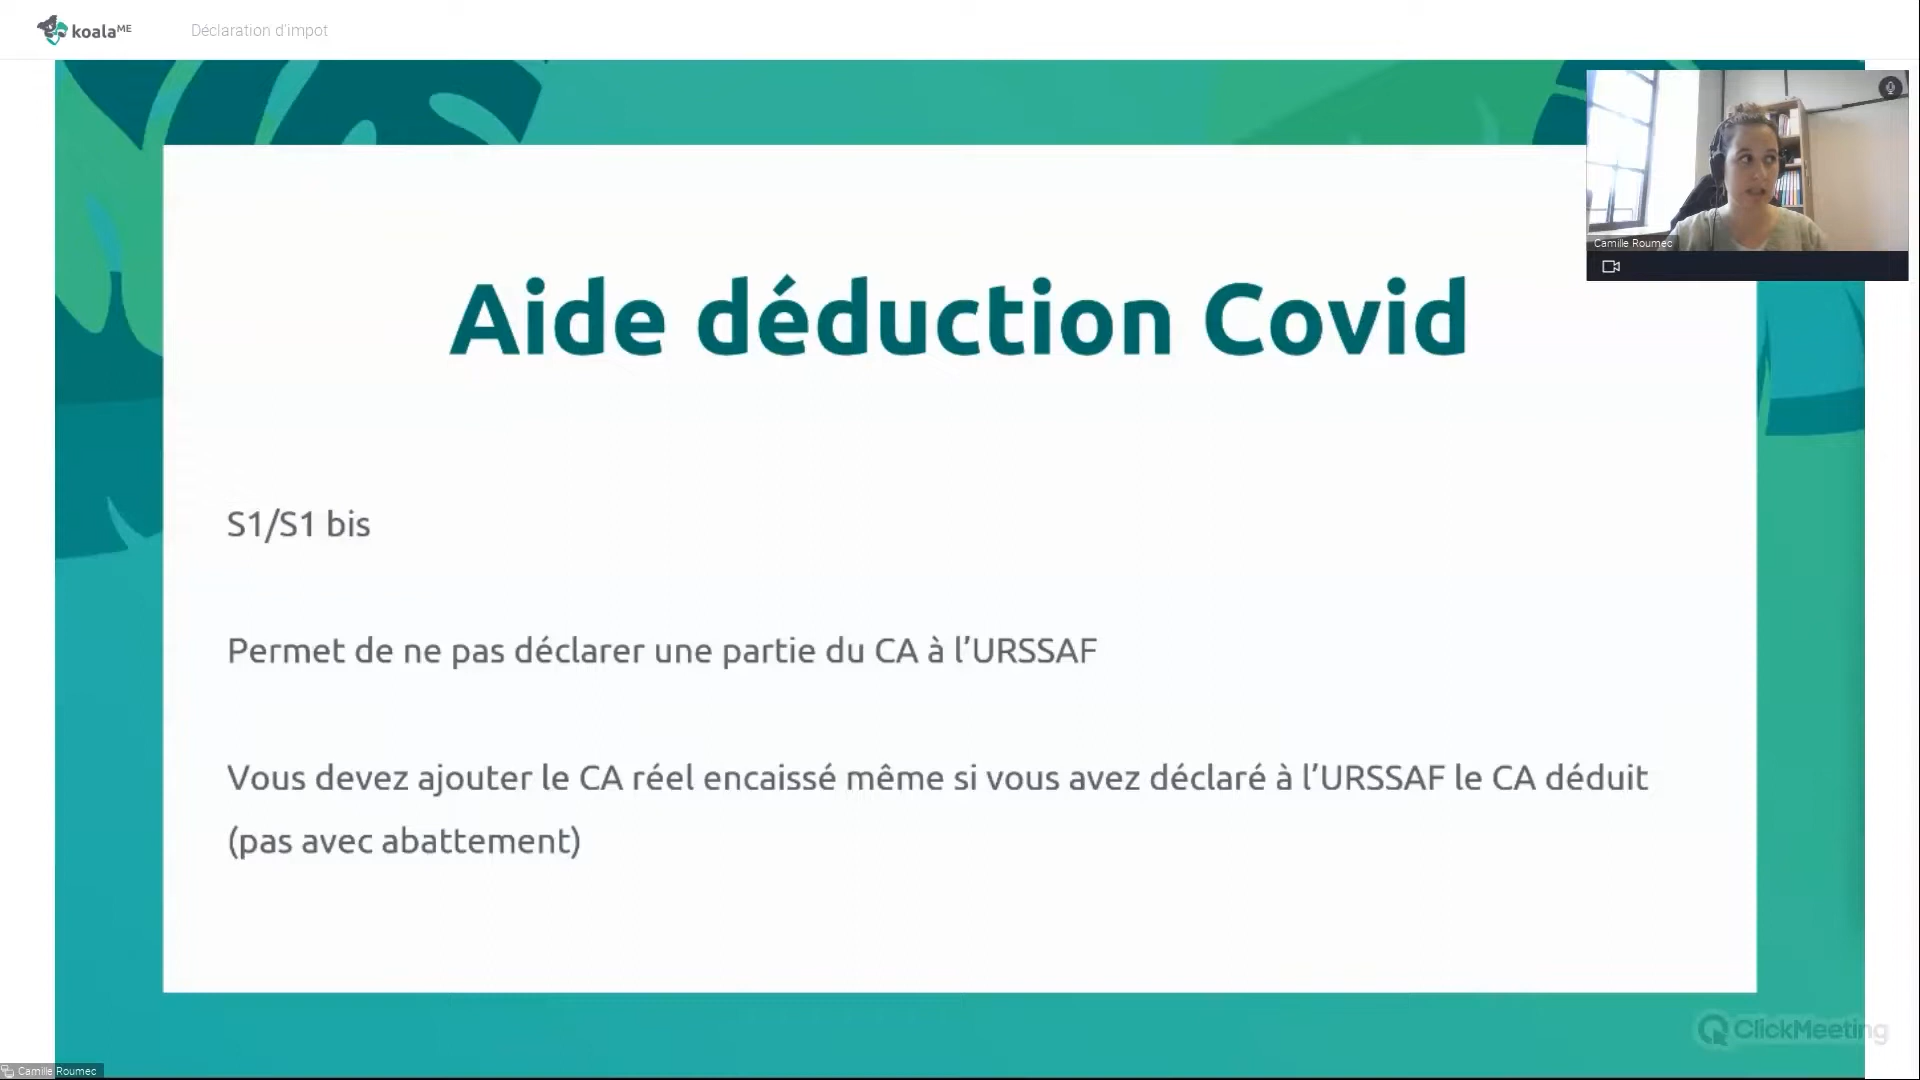 koala ME
Déclaration d'impot
Camille Roumec
Aide déduction Covid
S1/S1 bis
Permet de ne pas déclarer une partie du CA à l’URSSAF
Vous devez ajouter le CA réel encaissé même si vous avez déclaré à l’URSSAF le CA déduit
(pas avec abattement)
ClickMeeting
Camille Roumec